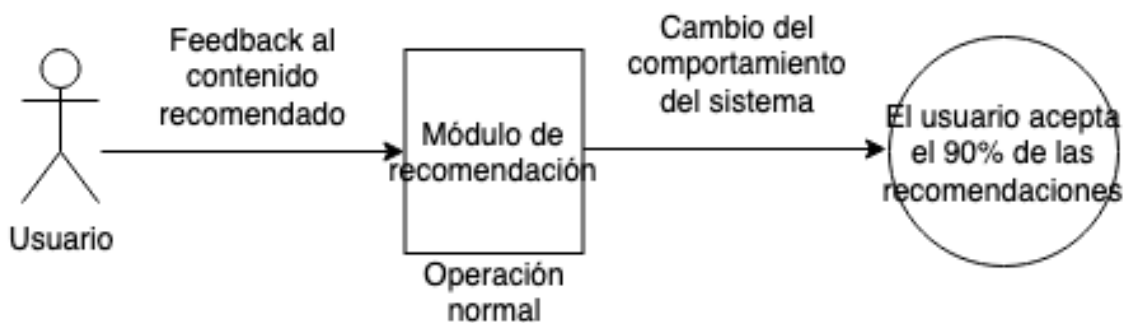 Feedback al
contenido
recomendado
Usuario
Módulo de
recomendación
Operación
normal
Cambio del
comportamiento
del sistema
El usuario acepta
el 90% de las
recomendaciones